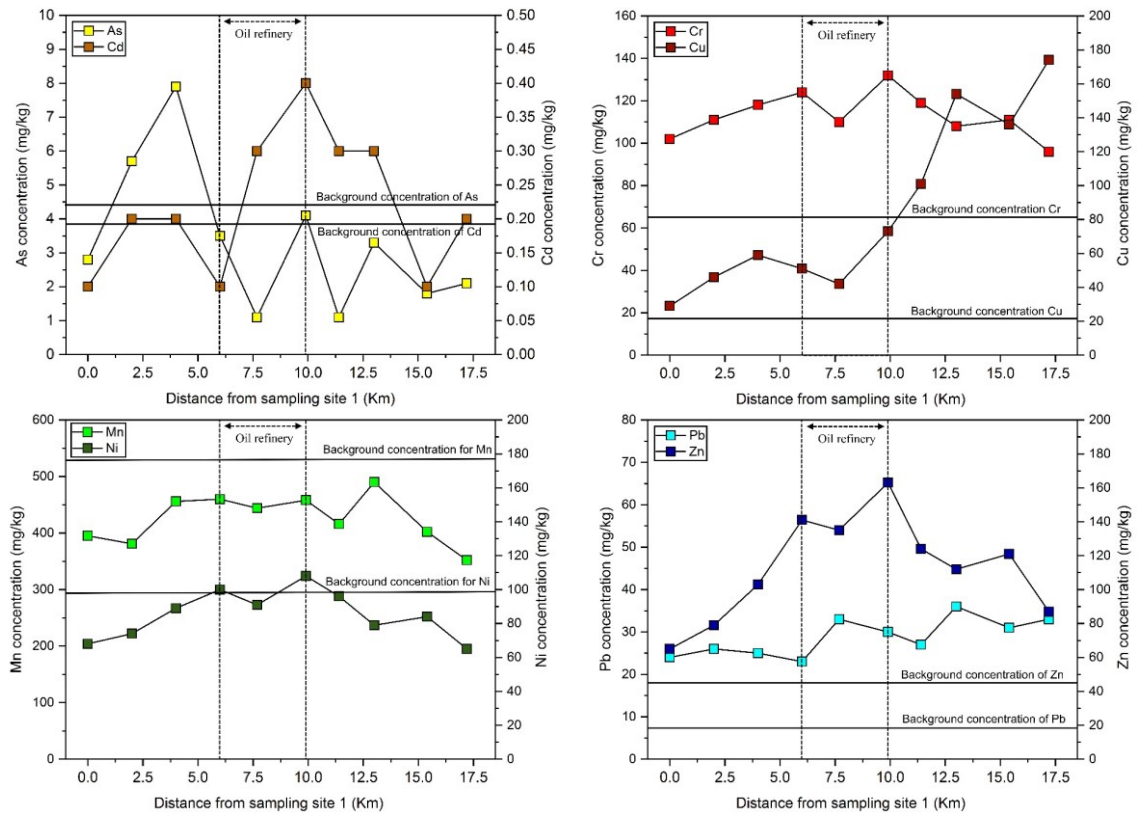 As
Cd
Oil refinery
Background concentration of As
Background concentration of Cd
As concentration (mg/kg)
0
1
2
3
4
5
6
7
8
9
10
Cd concentration (mg/kg)
0.00
0.05
0.10
0.15
0.20
0.25
0.30
0.35
0.40
0.45
0.50
0.0 2.5 5.0 7.5 10.0 12.5 15.0 17.5
Distance from sampling site 1 (Km)
Cr
Cu
Oil refinery
Background concentration Cr
Background concentration Cu
Cr concentration (mg/kg)
0
20
40
60
80
100
120
140
160
Cu concentration (mg/kg)
0
20
40
60
80
100
120
140
160
180
200
0.0 2.5 5.0 7.5 10.0 12.5 15.0 17.5
Distance from sampling site 1 (Km)
Mn
Ni
Oil refinery
Background concentration for Mn
Background concentration for Ni
Mn concentration (mg/kg)
0
100
200
300
400
500
600
Ni concentration (mg/kg)
0
20
40
60
80
100
120
140
160
180
200
0.0 2.5 5.0 7.5 10.0 12.5 15.0 17.5
Distance from sampling site 1 (Km)
Pb
Zn
Oil refinery
Background concentration of Zn
Background concentration of Pb
Pb concentration (mg/kg)
0
10
20
30
40
50
60
70
80
Zn concentration (mg/kg)
0
20
40
60
80
100
120
140
160
180
200
0.0 2.5 5.0 7.5 10.0 12.5 15.0 17.5
Distance from sampling site 1 (Km)